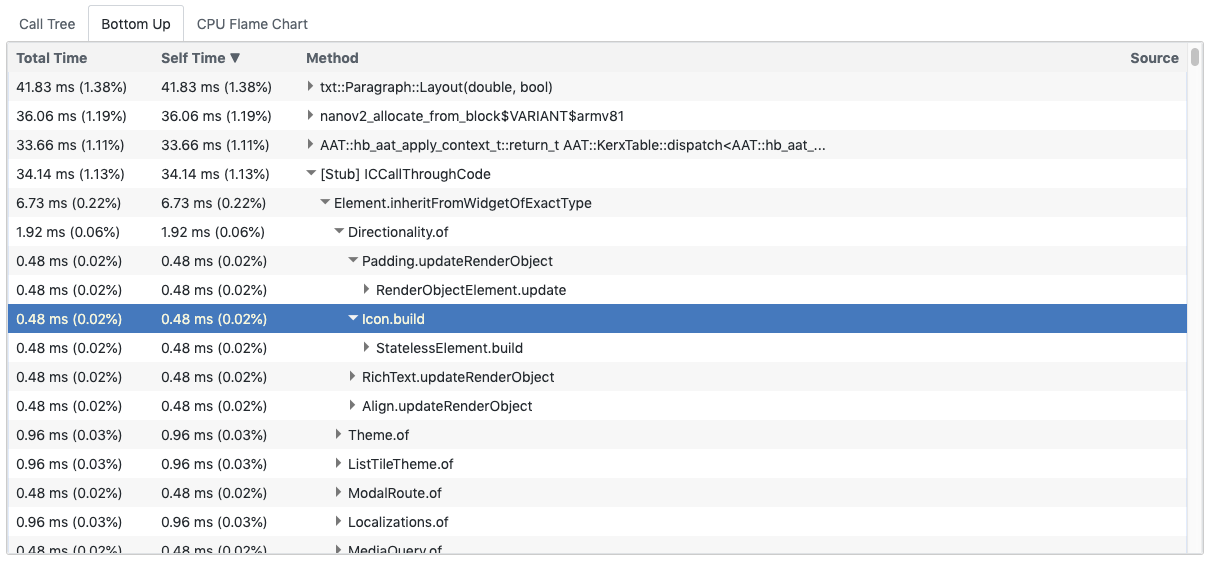 Call Tree Bottom Up CPU Flame Chart
Total Time Self Time ▼ Method Source
41.83 ms (1.38%) 41.83 ms (1.38%) txt::Paragraph::Layout(double, bool)
36.06 ms (1.19%) 36.06 ms (1.19%) nanov2_allocate_from_block$VARIANT$armv81
33.66 ms (1.11%) 33.66 ms (1.11%) AAT::hb_aat_apply_context_t::return_t AAT::KerxTable::dispatch<AAT::hb_aat_...
34.14 ms (1.13%) 34.14 ms (1.13%) [Stub] ICCallThroughCode
6.73 ms (0.22%) 6.73 ms (0.22%) Element.inheritFromWidgetOfExactType
1.92 ms (0.06%) 1.92 ms (0.06%) Directionality.of
0.48 ms (0.02%) 0.48 ms (0.02%) Padding.updateRenderObject
0.48 ms (0.02%) 0.48 ms (0.02%) RenderObjectElement.update
0.48 ms (0.02%) 0.48 ms (0.02%) Icon.build
0.48 ms (0.02%) 0.48 ms (0.02%) StatelessElement.build
0.48 ms (0.02%) 0.48 ms (0.02%) RichText.updateRenderObject
0.48 ms (0.02%) 0.48 ms (0.02%) Align.updateRenderObject
0.96 ms (0.03%) 0.96 ms (0.03%) Theme.of
0.96 ms (0.03%) 0.96 ms (0.03%) ListTileTheme.of
0.48 ms (0.02%) 0.48 ms (0.02%) ModalRoute.of
0.96 ms (0.03%) 0.96 ms (0.03%) Localizations.of
0.48 ms (0.02%) 0.48 ms (0.02%) MediaQuery.of